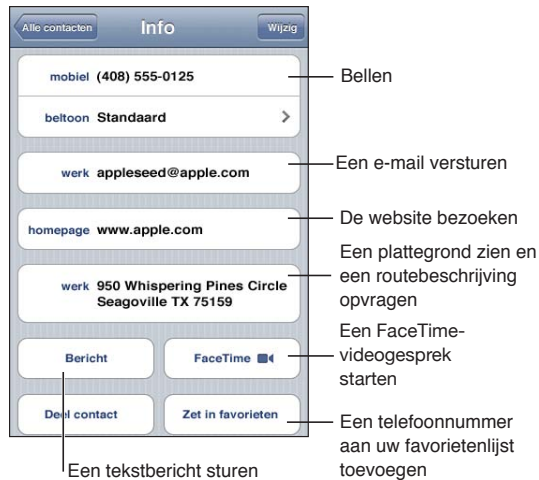 Alle contacten
Info
Wijzig
mobiel (408) 555-0125
Bellen
beltoon Standaard
werk appleseed@apple.com
Een e-mail versturen
homepage www.apple.com
De website bezoeken
werk 950 Whispering Pines Circle
Seagoville TX 75159
Een plattegrond zien en
een routebeschrijving
opvragen
Bericht
FaceTime
Een FaceTime-
videogesprek
starten
Deel contact
Zet in favorieten
Een telefoonnummer
aan uw favorietenlijst
toevoegen
Een tekstbericht sturen